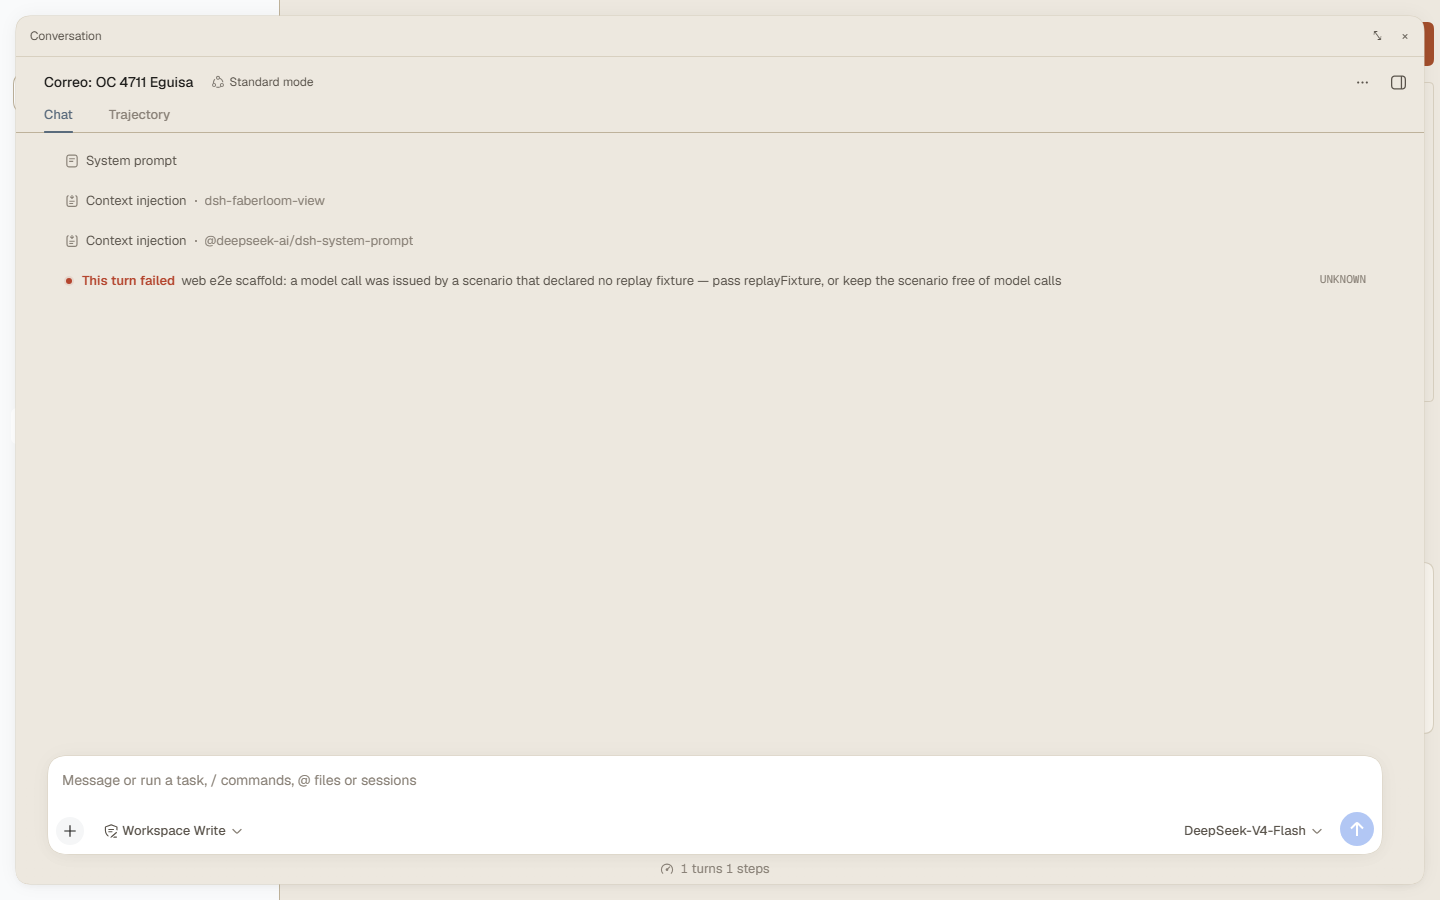 Conversation
Correo: OC 4711 Eguisa
Standard mode
Chat
Trajectory
System prompt
Context injection · dsh-faberloom-view
Context injection · @deepseek-ai/dsh-system-prompt
This turn failed web e2e scaffold: a model call was issued by a scenario that declared no replay fixture — pass replayFixture, or keep the scenario free of model calls UNKNOWN
Message or run a task, / commands, @ files or sessions
Workspace Write
DeepSeek-V4-Flash
1 turns 1 steps